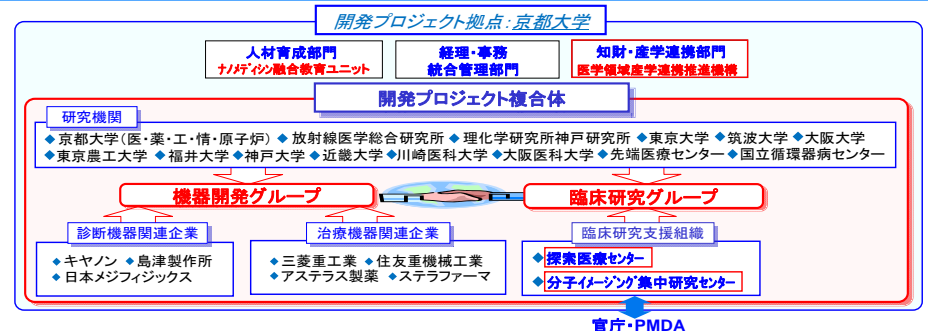 開発プロジェクト拠点：京都大学
人材育成部門
ナノメディシン融合教育ユニット
経理・事務
統合管理部門
知財・産学連携部門
医学領域産学連携推進機構
開発プロジェクト複合体
研究機関
◆京都大学（医・薬・工・情・原子炉）◆放射線医学総合研究所 ◆理化学研究所神戸研究所 ◆東京大学 ◆筑波大学 ◆大阪大学
◆東京農工大学 ◆福井大学 ◆神戸大学 ◆近畿大学 ◆川崎医科大学 ◆大阪医科大学 ◆先端医療センター ◆国立循環器病センター
機器開発グループ
臨床研究グループ
診断機器関連企業
◆キヤノン ◆島津製作所
◆日本メジフィジックス
治療機器関連企業
◆三菱重工業 ◆住友重機械工業
◆アステラス製薬 ◆ステラファーマ
臨床研究支援組織
◆探索医療センター
◆分子イメージング集中研究センター
官庁・PMDA